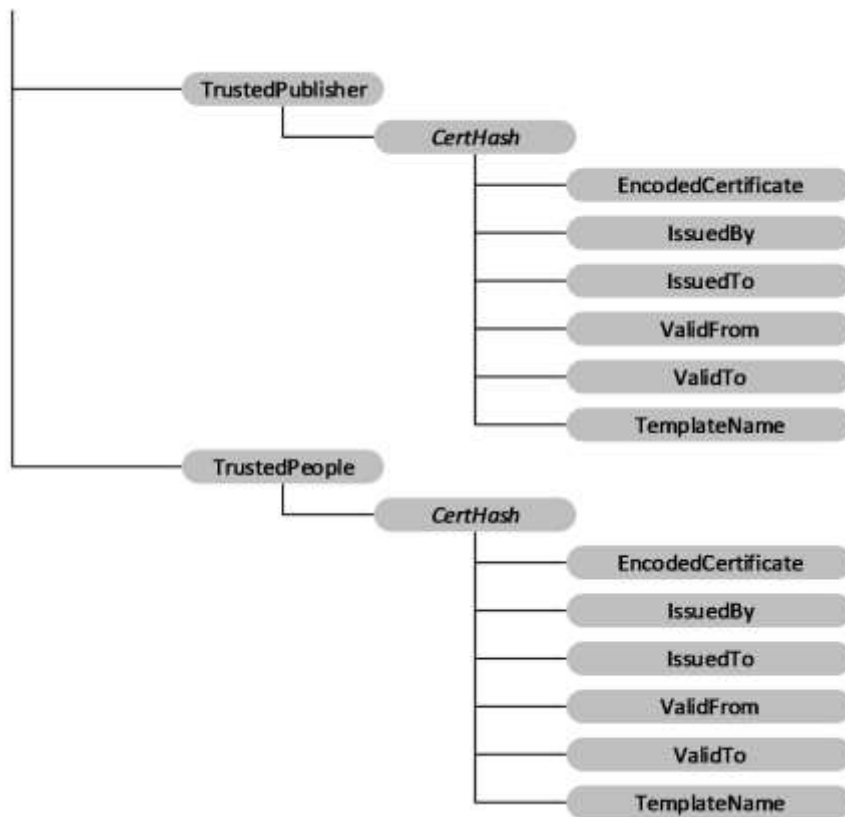 TrustedPublisher
CertHash
EncodedCertificate
IssuedBy
IssuedTo
ValidFrom
ValidTo
TemplateName
TrustedPeople
CertHash
EncodedCertificate
IssuedBy
IssuedTo
ValidFrom
ValidTo
TemplateName